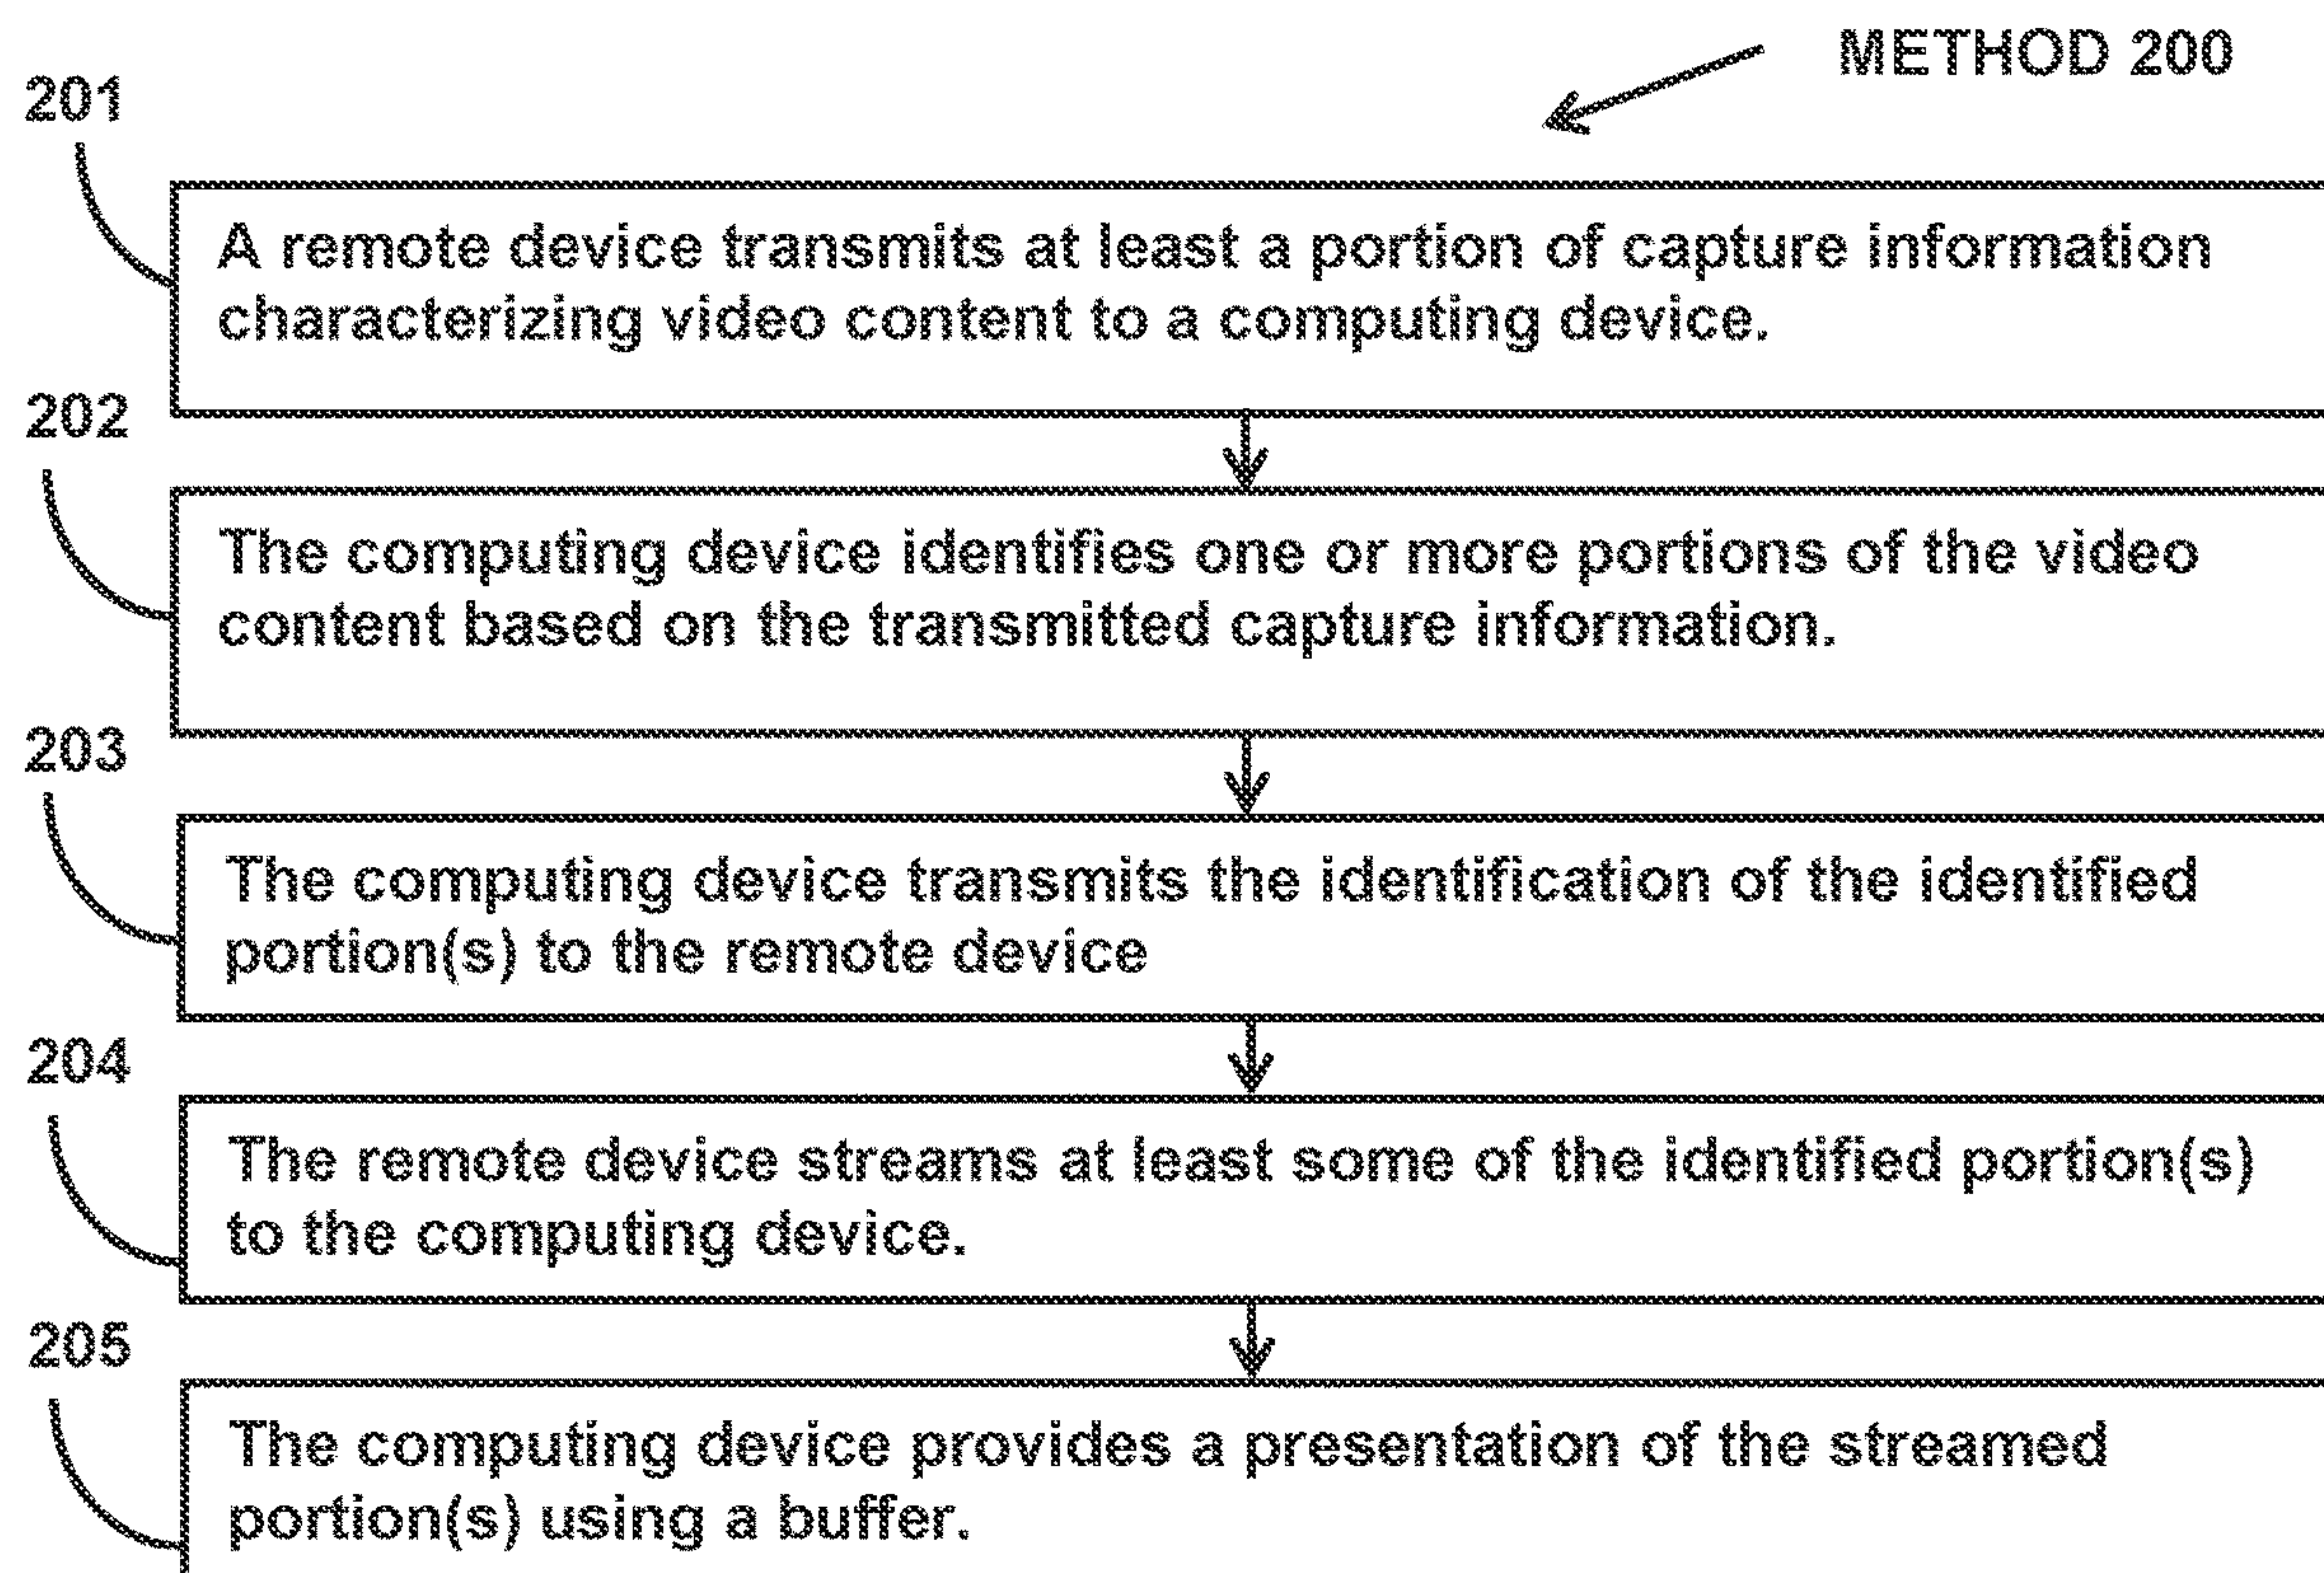 METHOD 200
201
A remote device transmits at least a portion of capture information
characterizing video content to a computing device.
202
The computing device identifies one or more portions of the video
content based on the transmitted capture information.
203
The computing device transmits the identification of the identified
portion(s) to the remote device
204
The remote device streams at least some of the identified portion(s)
to the computing device.
205
The computing device provides a presentation of the streamed
portion(s) using a buffer.